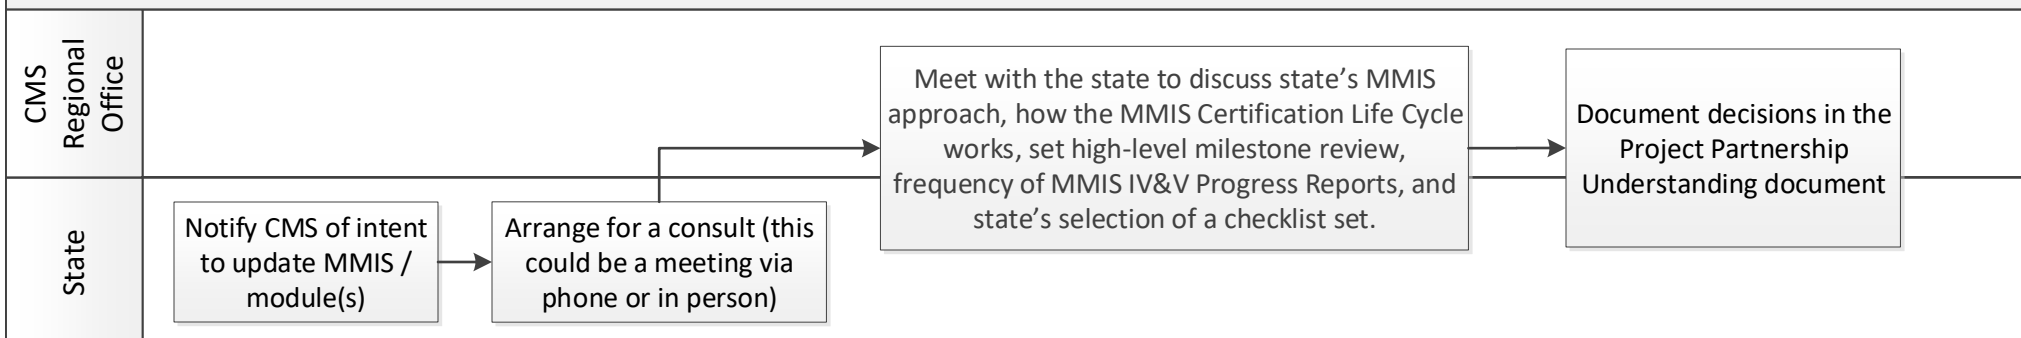 CMS
Regional
Office
Meet with the state to discuss state's MMIS
approach, how the MMIS Certification Life Cycle
works, set high-level milestone review,
frequency of MMIS IV&V Progress Reports, and
state's selection of a checklist set.
Document decisions in the
Project Partnership
Understanding document
State
Notify CMS of intent
to update MMIS /
module(s)
Arrange for a consult (this
could be a meeting via
phone or in person)